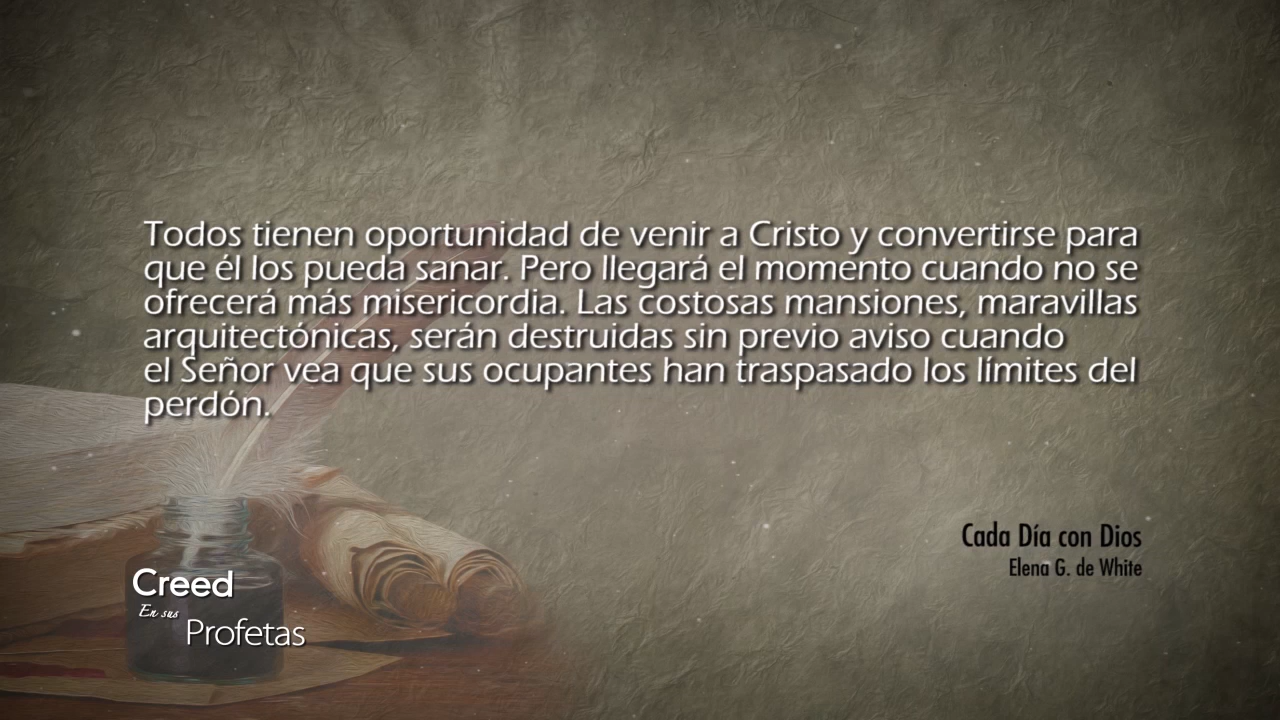 Todos tienen oportunidad de venir a Cristo y convertirse para
que él los pueda sanar. Pero llegará el momento cuando no se
ofrecerá más misericordia. Las costosas mansiones, maravillas
arquitectónicas, serán destruidas sin previo aviso cuando
el Señor vea que sus ocupantes han traspasado los límites del
perdón.
Cada Día con Dios
Elena G. de White
Creed
En sus
Profetas